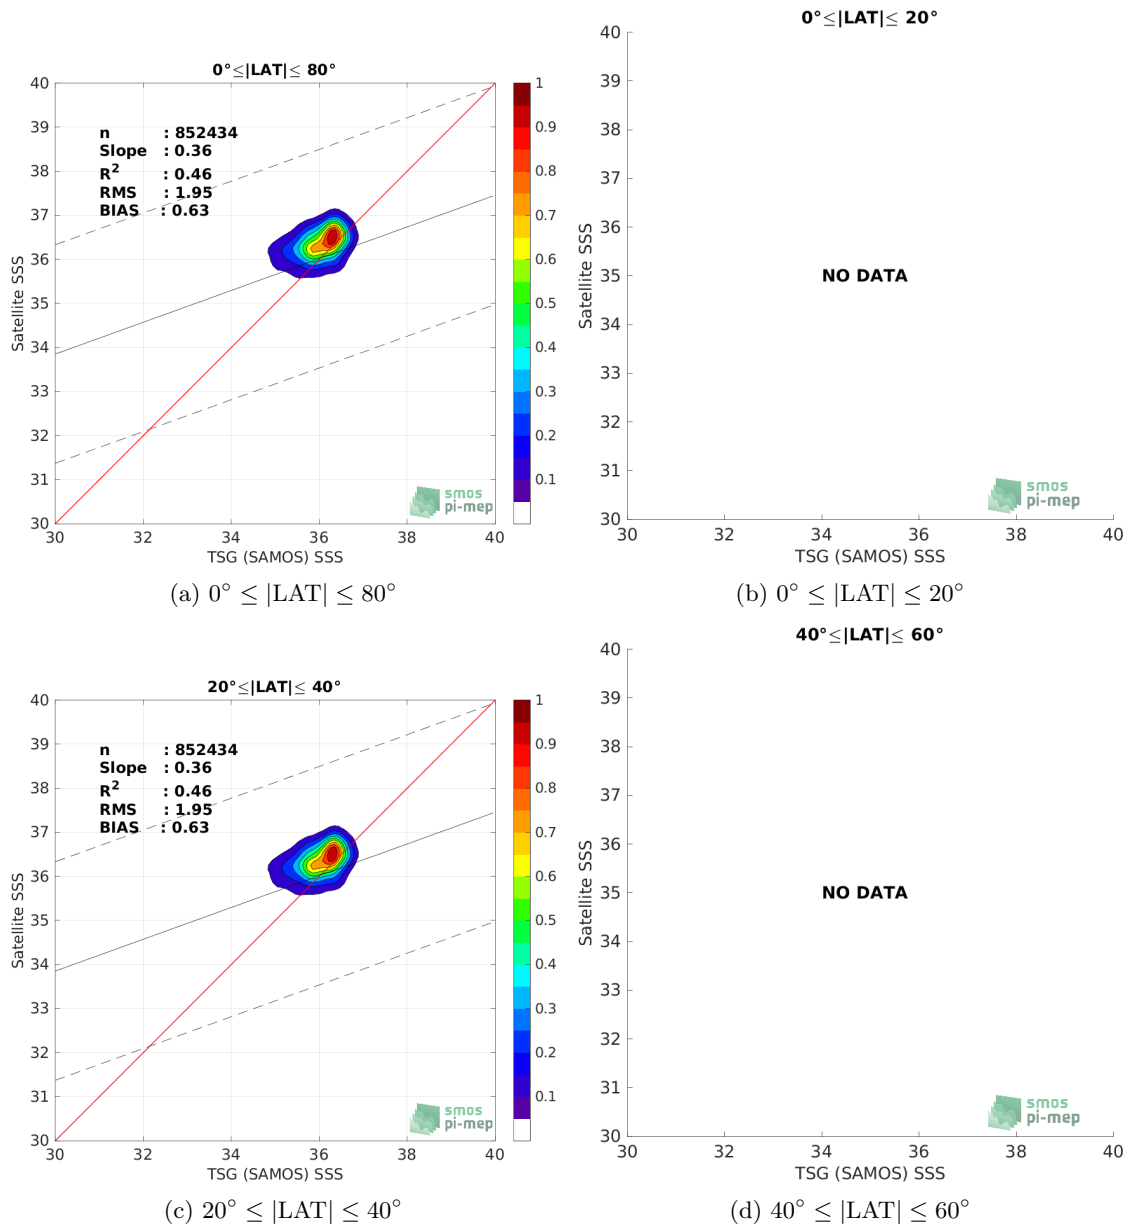 0°≤|LAT|≤ 80°
n : 852434
Slope : 0.36
R² : 0.46
RMS : 1.95
BIAS : 0.63
40
39
38
37
36
35
34
33
32
31
30
Satellite SSS
30 32 34 36 38 40
TSG (SAMOS) SSS
1
0.9
0.8
0.7
0.6
0.5
0.4
0.3
0.2
0.1
smos
pi-mep
(a) 0° ≤ |LAT| ≤ 80°
0°≤|LAT|≤ 20°
40
39
38
37
36
35
34
33
32
31
30
Satellite SSS
NO DATA
30 32 34 36 38 40
TSG (SAMOS) SSS
smos
pi-mep
(b) 0° ≤ |LAT| ≤ 20°
20°≤|LAT|≤ 40°
n : 852434
Slope : 0.36
R² : 0.46
RMS : 1.95
BIAS : 0.63
40
39
38
37
36
35
34
33
32
31
30
Satellite SSS
30 32 34 36 38 40
TSG (SAMOS) SSS
1
0.9
0.8
0.7
0.6
0.5
0.4
0.3
0.2
0.1
smos
pi-mep
(c) 20° ≤ |LAT| ≤ 40°
40°≤|LAT|≤ 60°
40
39
38
37
36
35
34
33
32
31
30
Satellite SSS
NO DATA
30 32 34 36 38 40
TSG (SAMOS) SSS
smos
pi-mep
(d) 40° ≤ |LAT| ≤ 60°